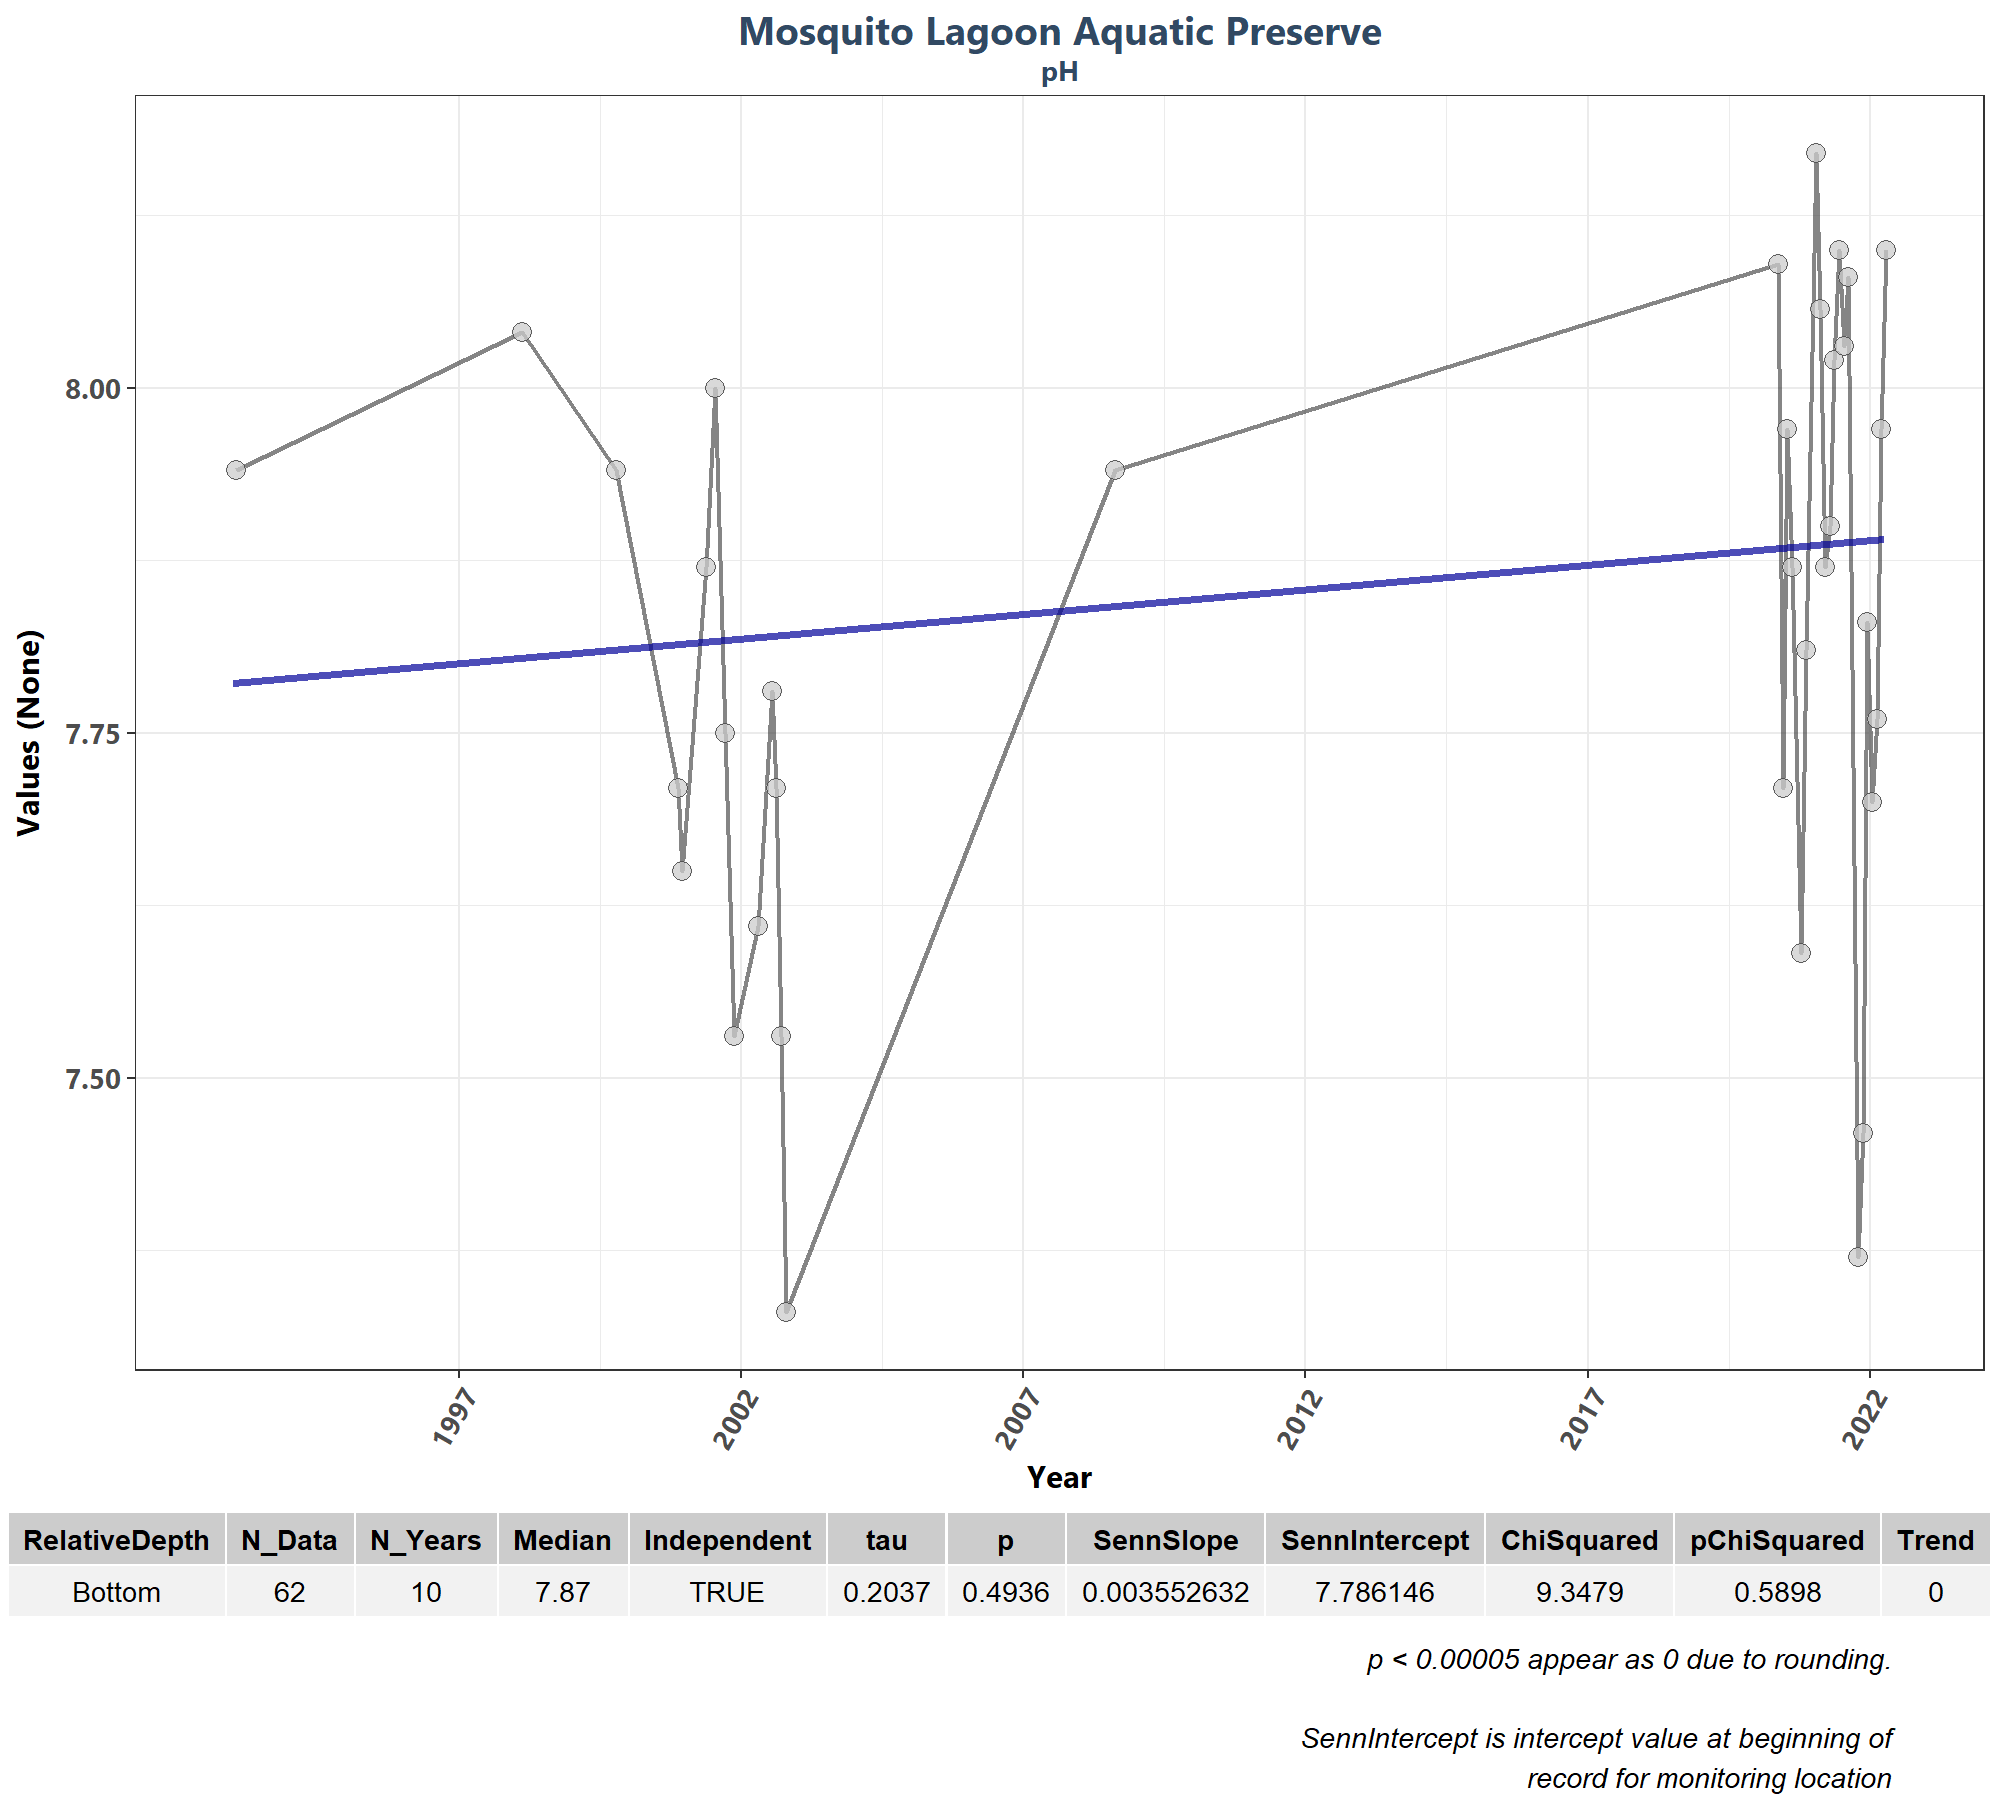 Mosquito Lagoon Aquatic Preserve
pH
Values (None)
8.00
7.75
7.50
1997
2002
2007
2012
2017
2022
Year
RelativeDepth N_Data N_Years Median Independent tau p SennSlope SennIntercept ChiSquared pChiSquared Trend
Bottom 62 10 7.87 TRUE 0.2037 0.4936 0.003552632 7.786146 9.3479 0.5898 0
p < 0.00005 appear as 0 due to rounding.
SennIntercept is intercept value at beginning of
record for monitoring location